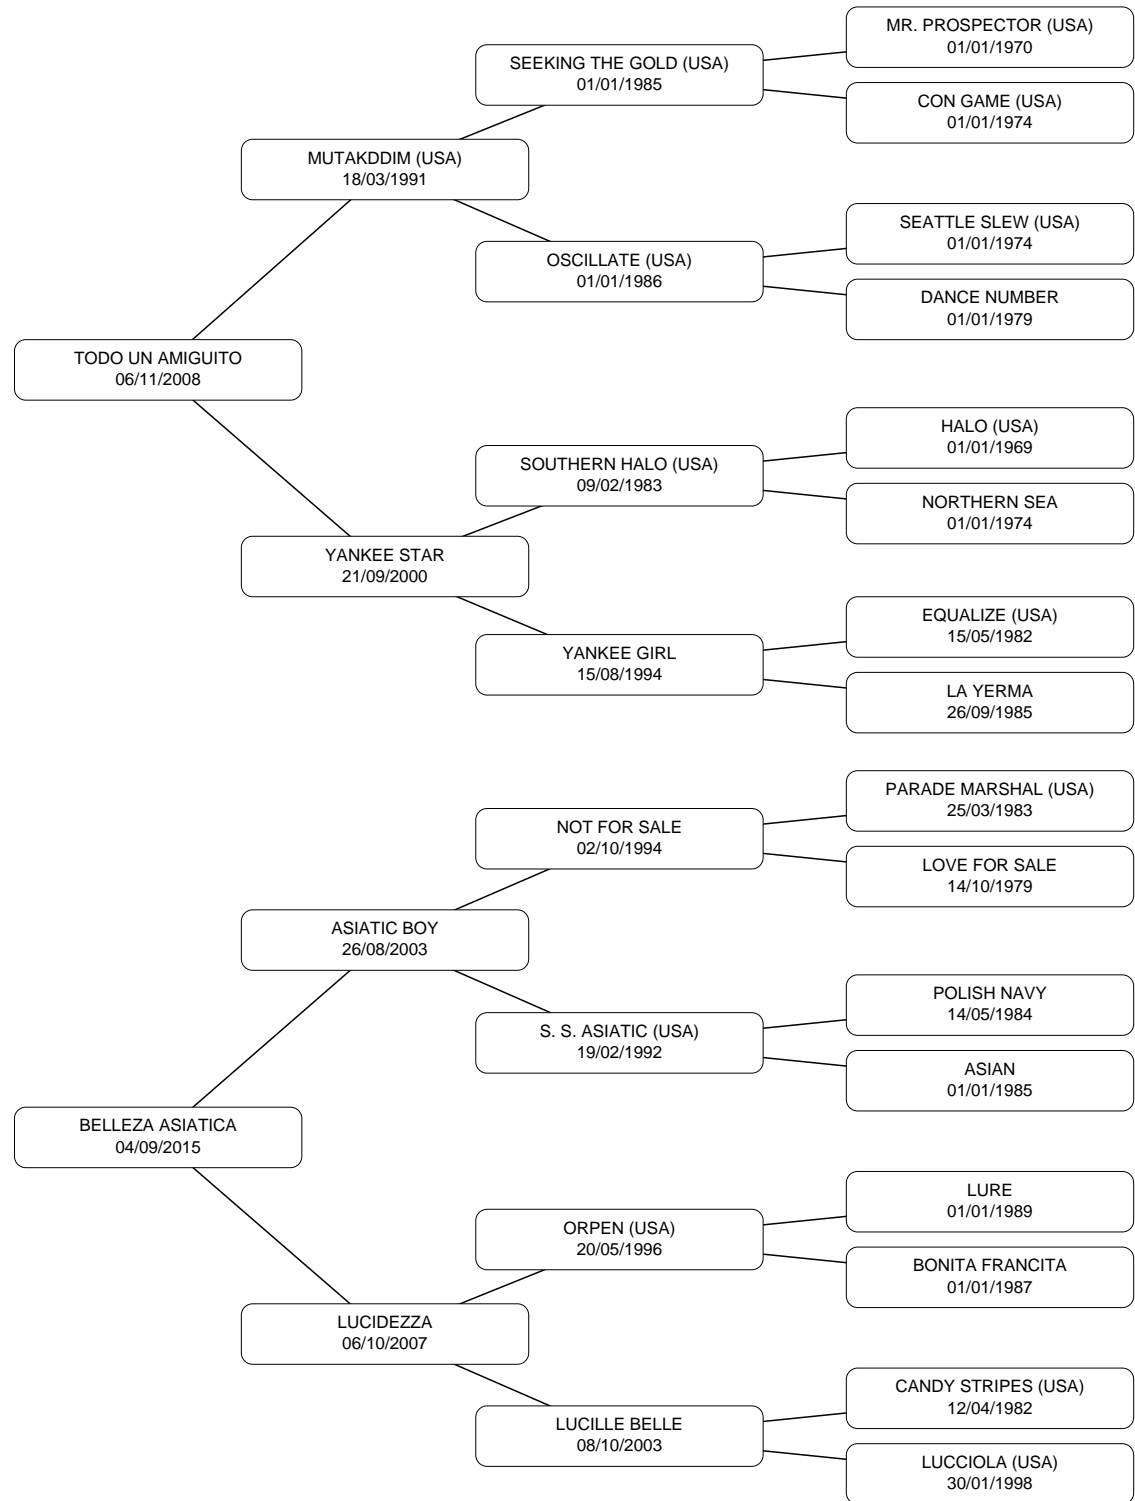 MR. PROSPECTOR (USA)
01/01/1970
SEEKING THE GOLD (USA)
01/01/1985
CON GAME (USA)
01/01/1974
MUTAKDDIM (USA)
18/03/1991
SEATTLE SLEW (USA)
01/01/1974
OSCILLATE (USA)
01/01/1986
DANCE NUMBER
01/01/1979
TODO UN AMIGUITO
06/11/2008
HALO (USA)
01/01/1969
SOUTHERN HALO (USA)
09/02/1983
NORTHERN SEA
01/01/1974
YANKEE STAR
21/09/2000
EQUALIZE (USA)
15/05/1982
YANKEE GIRL
15/08/1994
LA YERMA
26/09/1985
PARADE MARSHAL (USA)
25/03/1983
NOT FOR SALE
02/10/1994
LOVE FOR SALE
14/10/1979
ASIATIC BOY
26/08/2003
POLISH NAVY
14/05/1984
S. S. ASIATIC (USA)
19/02/1992
ASIAN
01/01/1985
BELLEZA ASIATICA
04/09/2015
LURE
01/01/1989
ORPEN (USA)
20/05/1996
BONITA FRANCITA
01/01/1987
LUCIDEZZA
06/10/2007
CANDY STRIPES (USA)
12/04/1982
LUCILLE BELLE
08/10/2003
LUCCIOLA (USA)
30/01/1998